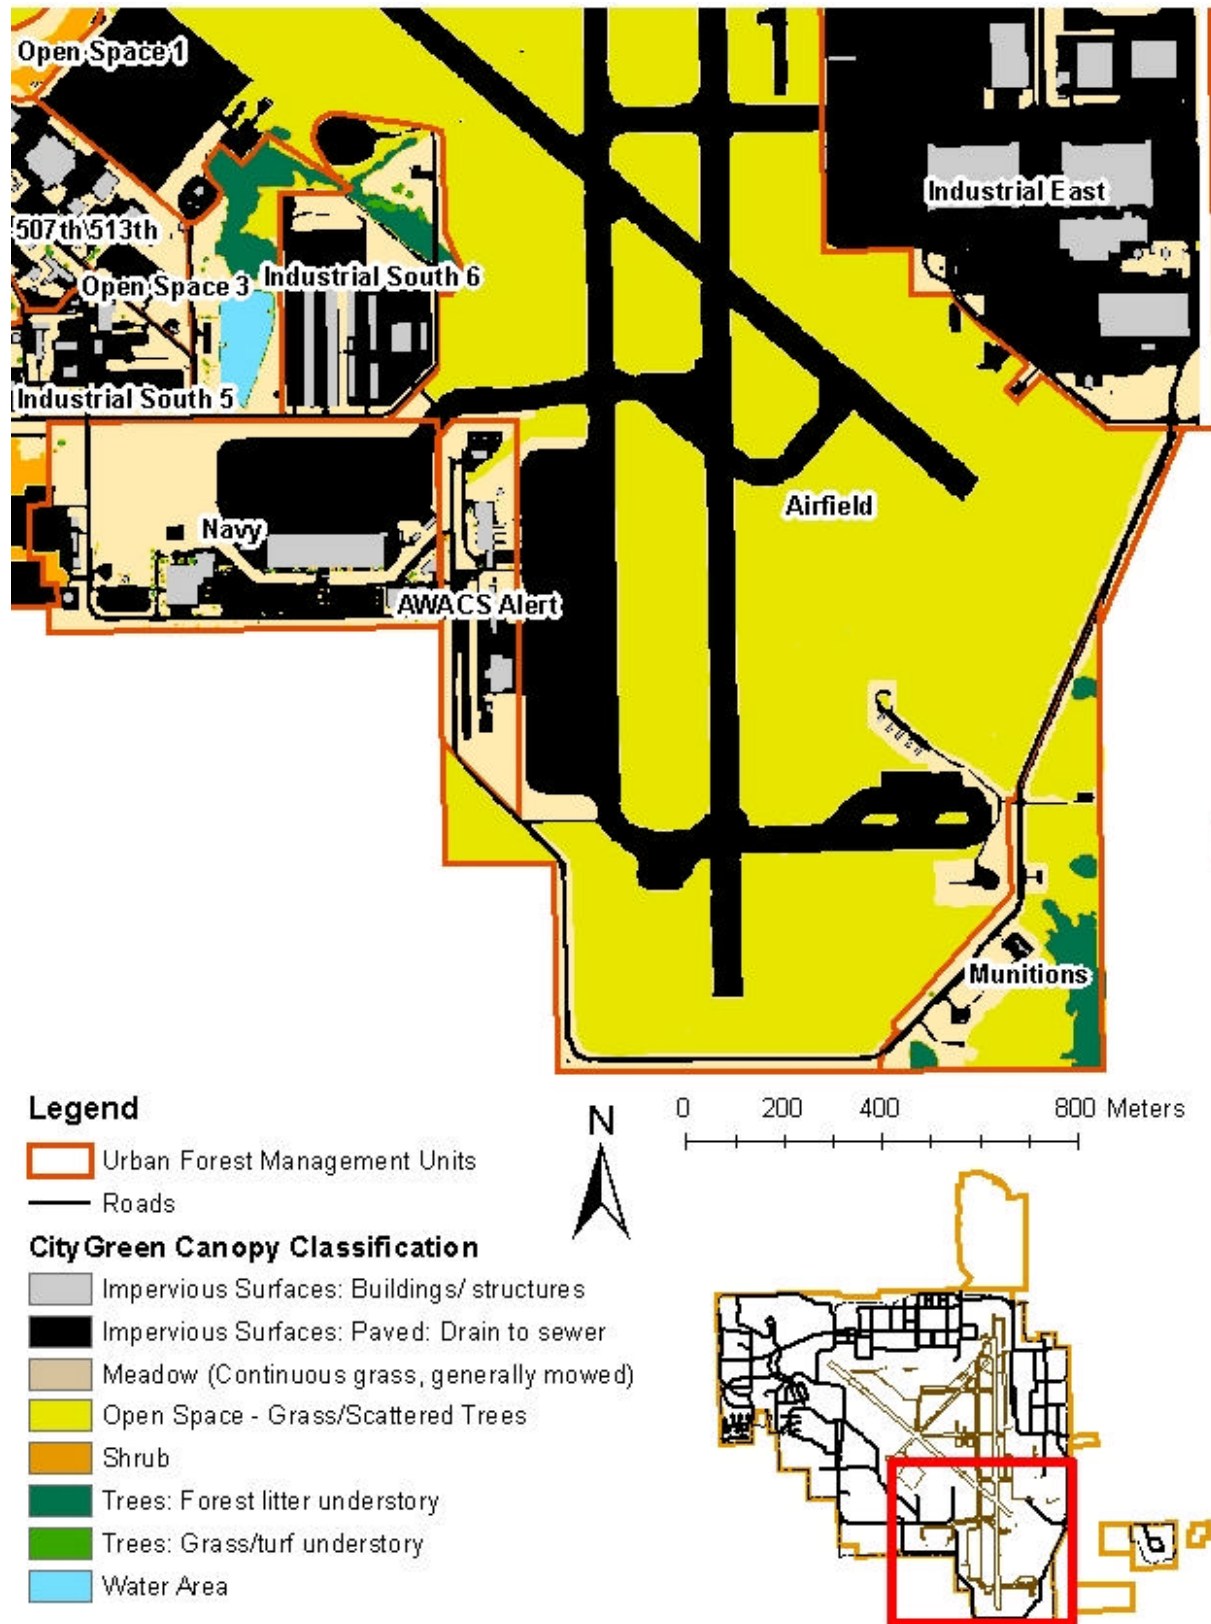 Open Space 1
Industrial East
507th\513th
Open Space 3
Industrial South 6
Industrial South 5
Airfield
Navy
AWACS Alert
Munitions
Legend
Urban Forest Management Units
Roads
CityGreen Canopy Classification
Impervious Surfaces: Buildings/ structures
Impervious Surfaces: Paved: Drain to sewer
Meadow (Continuous grass, generally mowed)
Open Space - Grass/Scattered Trees
Shrub
Trees: Forest litter understory
Trees: Grass/turf understory
Water Area
N
0 200 400 800 Meters